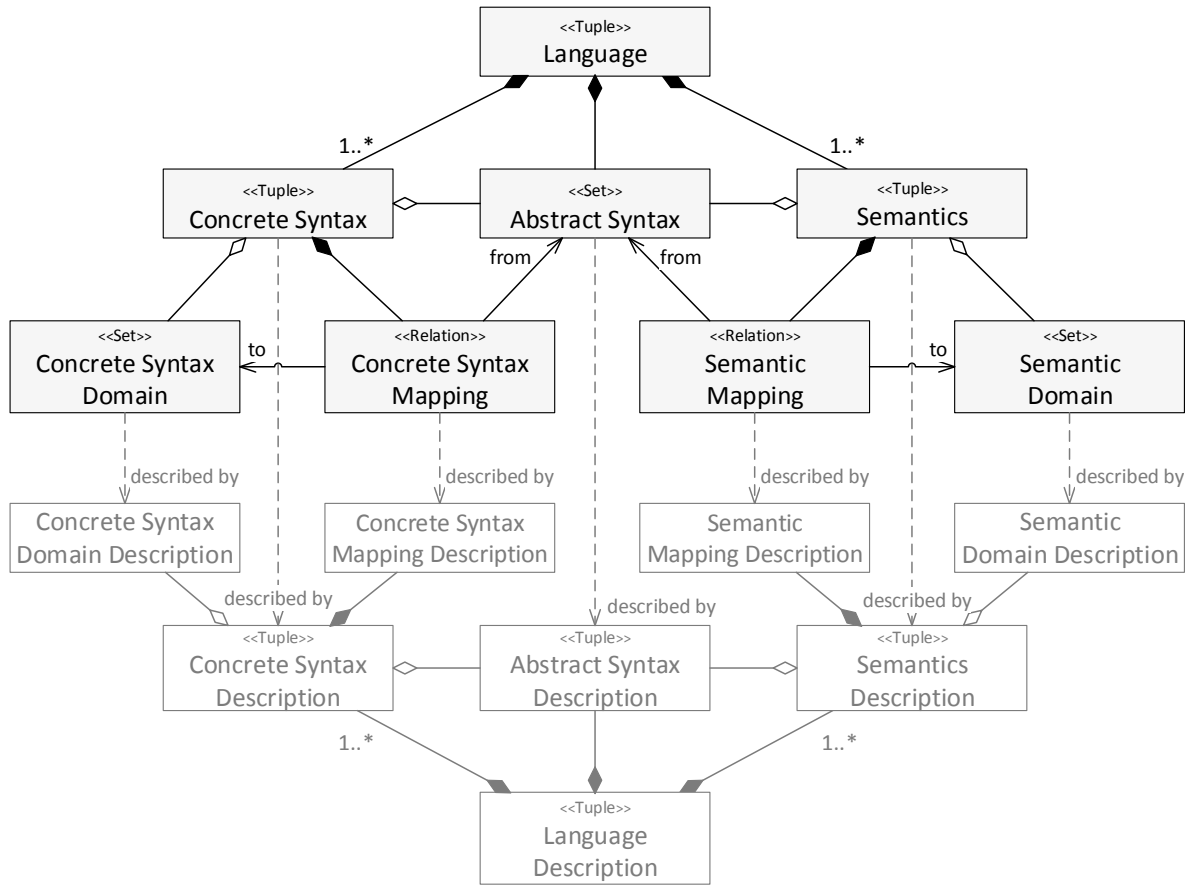 <<Tuple>>
Language
1..*
1..*
<<Tuple>>
Concrete Syntax
<<Set>>
Abstract Syntax
<<Tuple>>
Semantics
from
from
<<Set>>
Concrete Syntax
Domain
to
<<Relation>>
Concrete Syntax
Mapping
<<Relation>>
Semantic
Mapping
to
<<Set>>
Semantic
Domain
described by
described by
described by
described by
Concrete Syntax
Domain Description
Concrete Syntax
Mapping Description
Semantic
Mapping Description
Semantic
Domain Description
described by
described by
described by
<<Tuple>>
Concrete Syntax
Description
<<Tuple>>
Abstract Syntax
Description
<<Tuple>>
Semantics
Description
1..*
1..*
<<Tuple>>
Language
Description